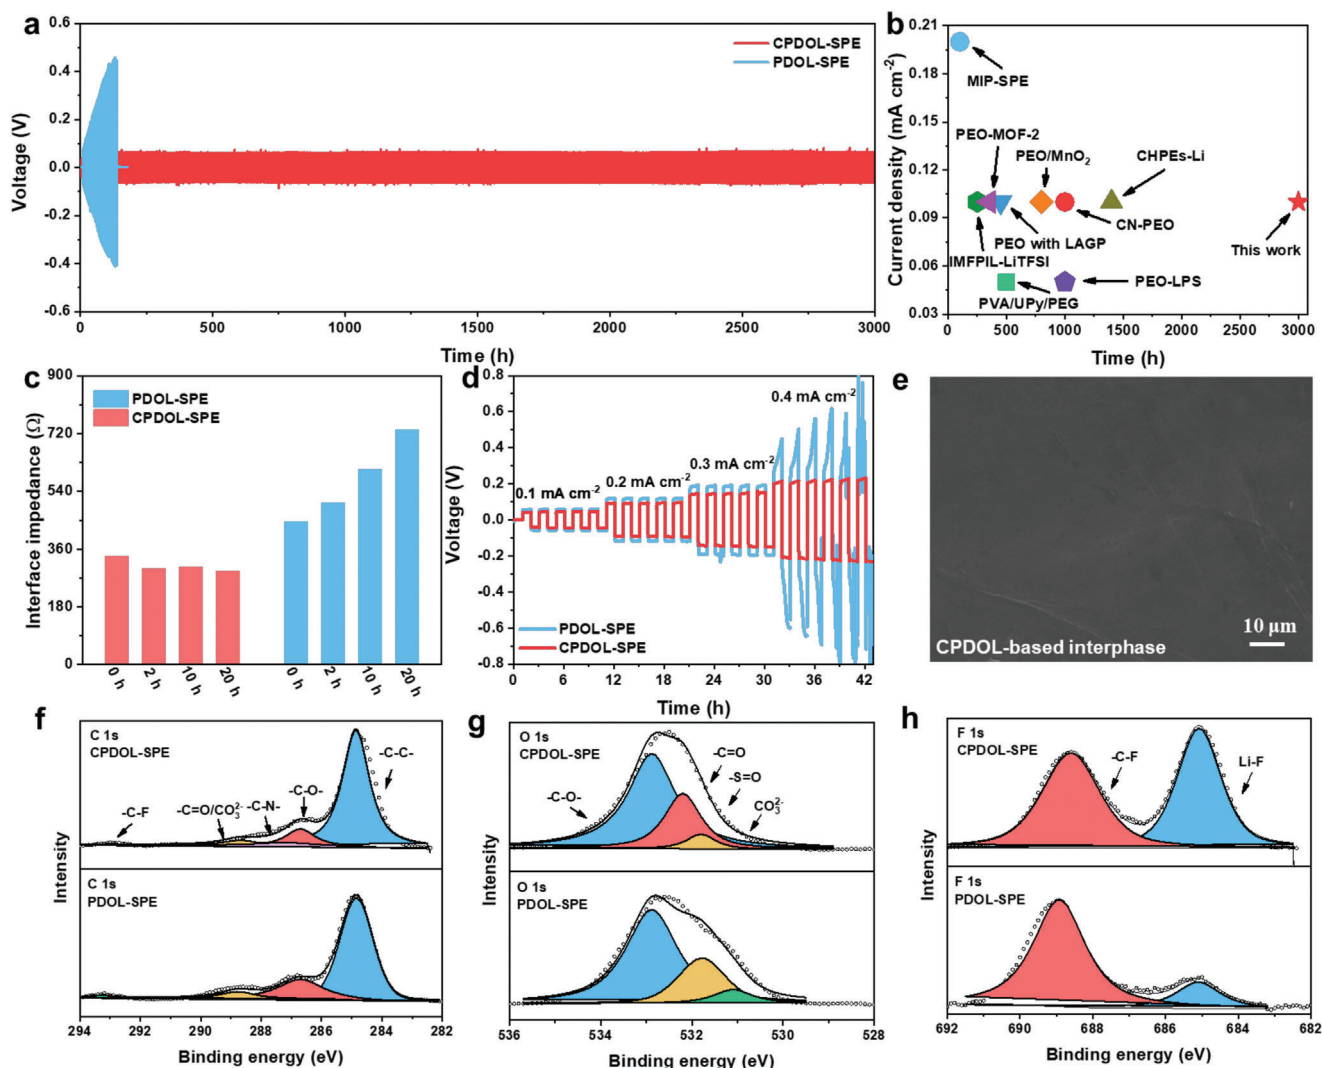 a
0.6
0.4
0.2
0.0
-0.2
-0.4
-0.6
Voltage (V)
CPDOL-SPE
PDOL-SPE
0
500
1000
1500
2000
2500
3000
Time (h)
b
0.21
0.18
0.15
0.12
0.09
0.06
0.03
Current density (mA cm⁻²)
MIP-SPE
PEO-MOF-2
PEO/MnO₂
CHPEs-Li
CN-PEO
PEO with LAGP
This work
IMFPIL-LiTFSI
PEO-LPS
PVA/UPy/PEG
0
500
1000
1500
2000
2500
3000
Time (h)
c
900
720
540
360
180
0
Interface impedance (Ω)
PDOL-SPE
CPDOL-SPE
0 h
2 h
10 h
20 h
0 h
2 h
10 h
20 h
d
0.8
0.6
0.4
0.2
0.0
-0.2
-0.4
-0.6
-0.8
Voltage (V)
0.4 mA cm⁻²
0.3 mA cm⁻²
0.2 mA cm⁻²
0.1 mA cm⁻²
PDOL-SPE
CPDOL-SPE
0
6
12
18
24
30
36
42
Time (h)
e
CPDOL-based interphase
10 μm
f
C 1s
CPDOL-SPE
-C-C-
-C-O-
-C-N-
-C=O/CO₃²⁻
-C-F
Intensity
C 1s
PDOL-SPE
294
292
290
288
286
284
282
Binding energy (eV)
g
O 1s
CPDOL-SPE
-C=O
-S=O
-C-O-
CO₃²⁻
Intensity
O 1s
PDOL-SPE
536
534
532
530
528
Binding energy (eV)
h
F 1s
CPDOL-SPE
-C-F
Li-F
Intensity
F 1s
PDOL-SPE
692
690
688
686
684
682
Binding energy (eV)